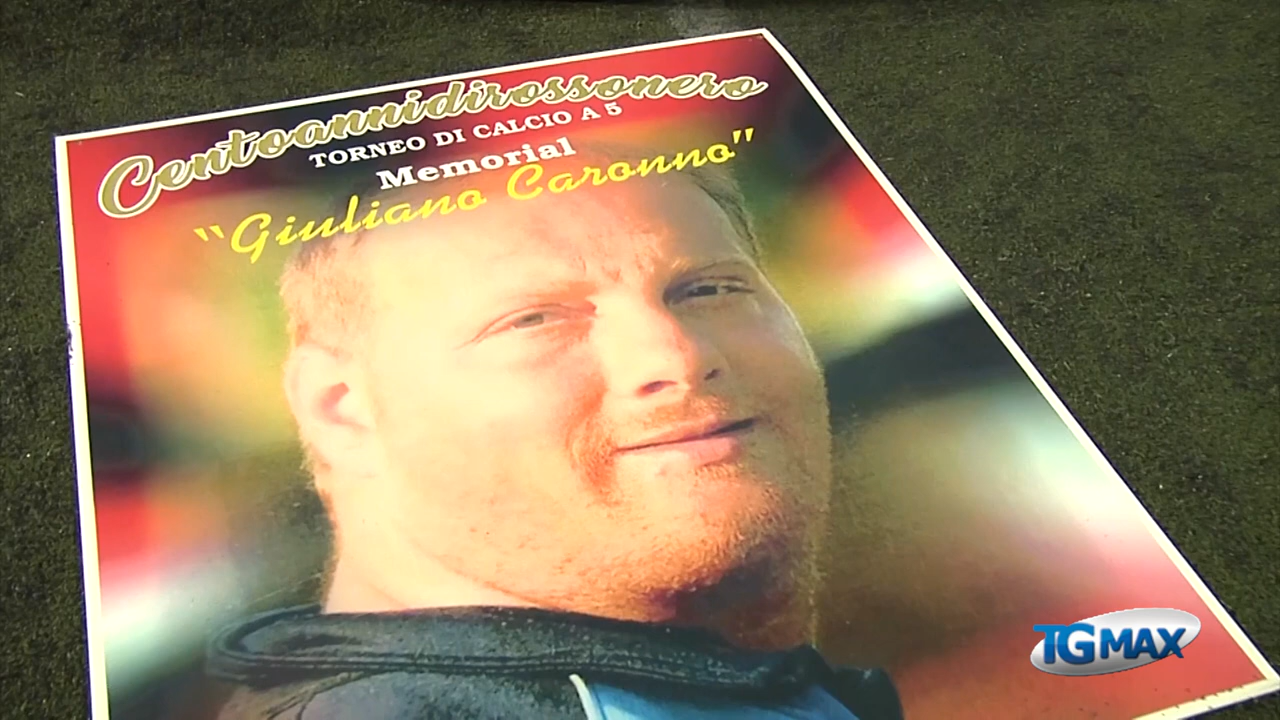 Centoannidirossonero
TORNEO DI CALCIO A 5
Memorial
"Giuliano Caronno"
TGMAX